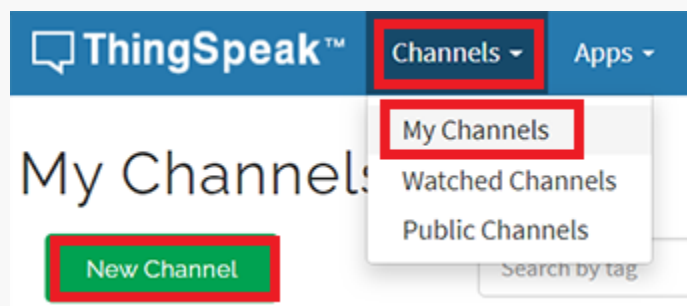 ThingSpeak™ Channels Apps
My Channels
Watched Channels
Public Channels
My Channels
New Channel
Search by tag